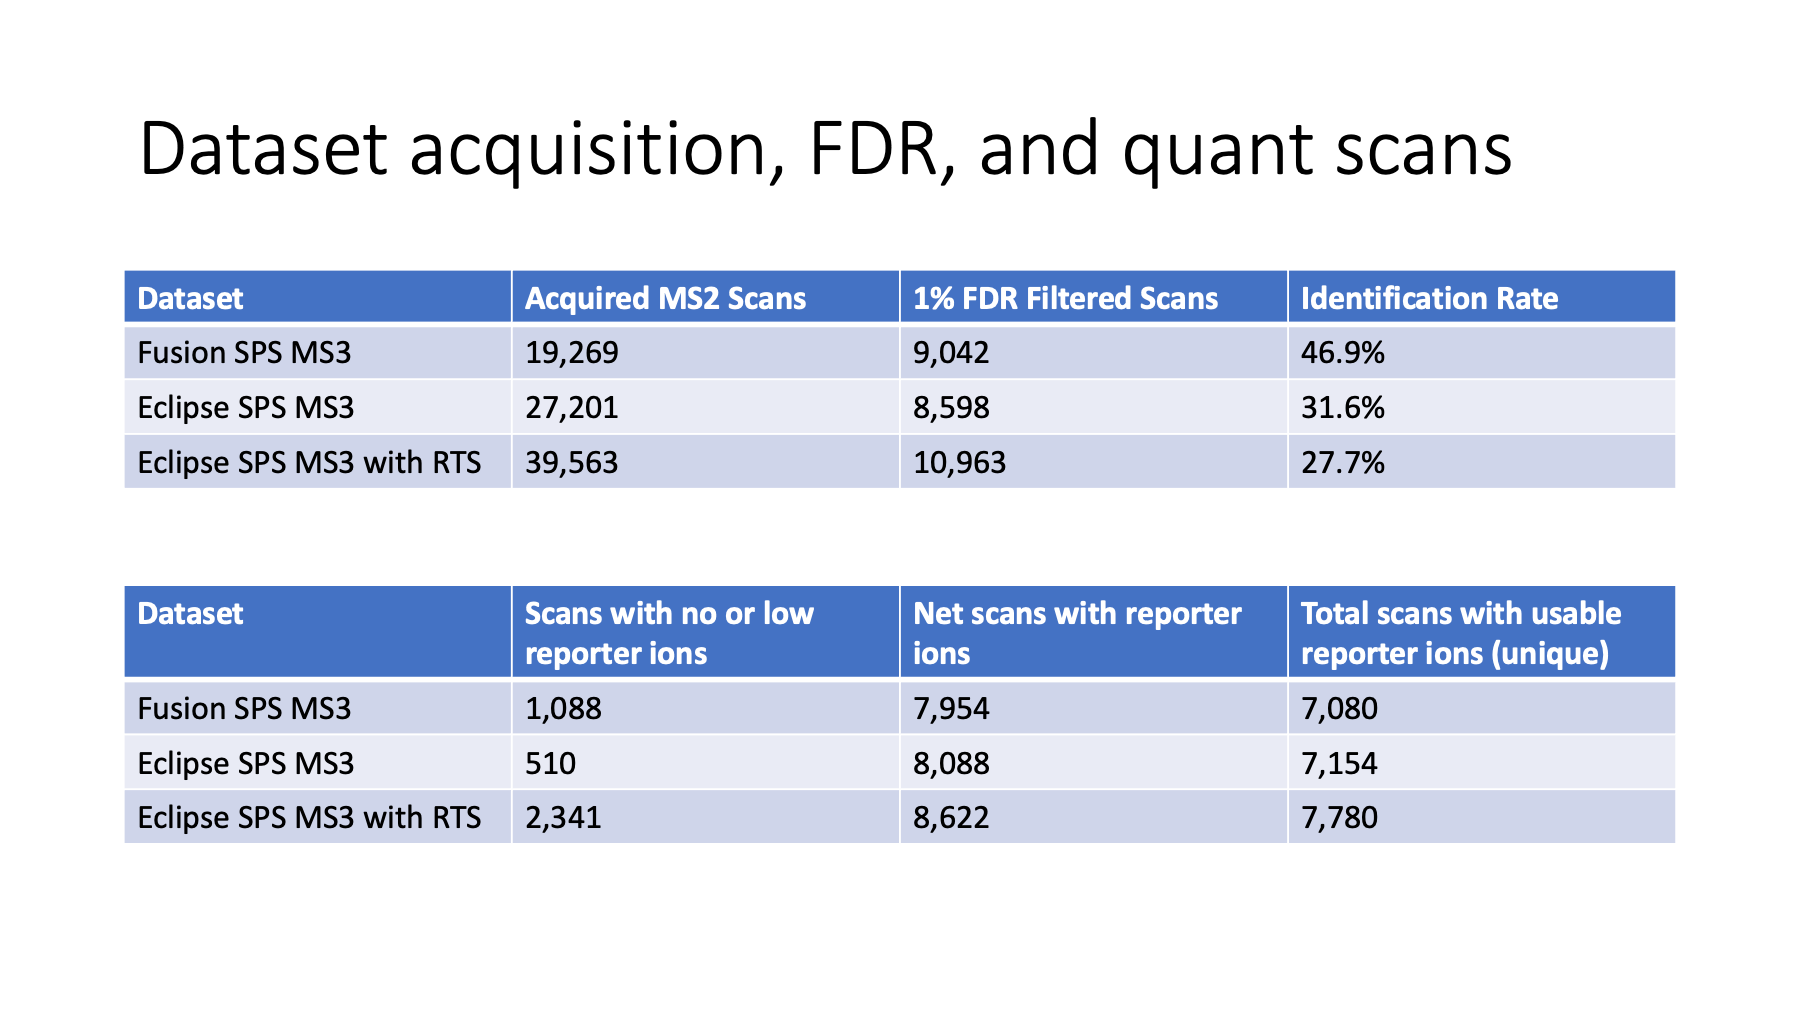 Dataset acquisition, FDR, and quant scans
Dataset Acquired MS2 Scans 1% FDR Filtered Scans Identification Rate
Fusion SPS MS3 19,269 9,042 46.9%
Eclipse SPS MS3 27,201 8,598 31.6%
Eclipse SPS MS3 with RTS 39,563 10,963 27.7%
Dataset Scans with no or low Net scans with reporter Total scans with usable
reporter ions ions reporter ions (unique)
Fusion SPS MS3 1,088 7,954 7,080
Eclipse SPS MS3 510 8,088 7,154
Eclipse SPS MS3 with RTS 2,341 8,622 7,780